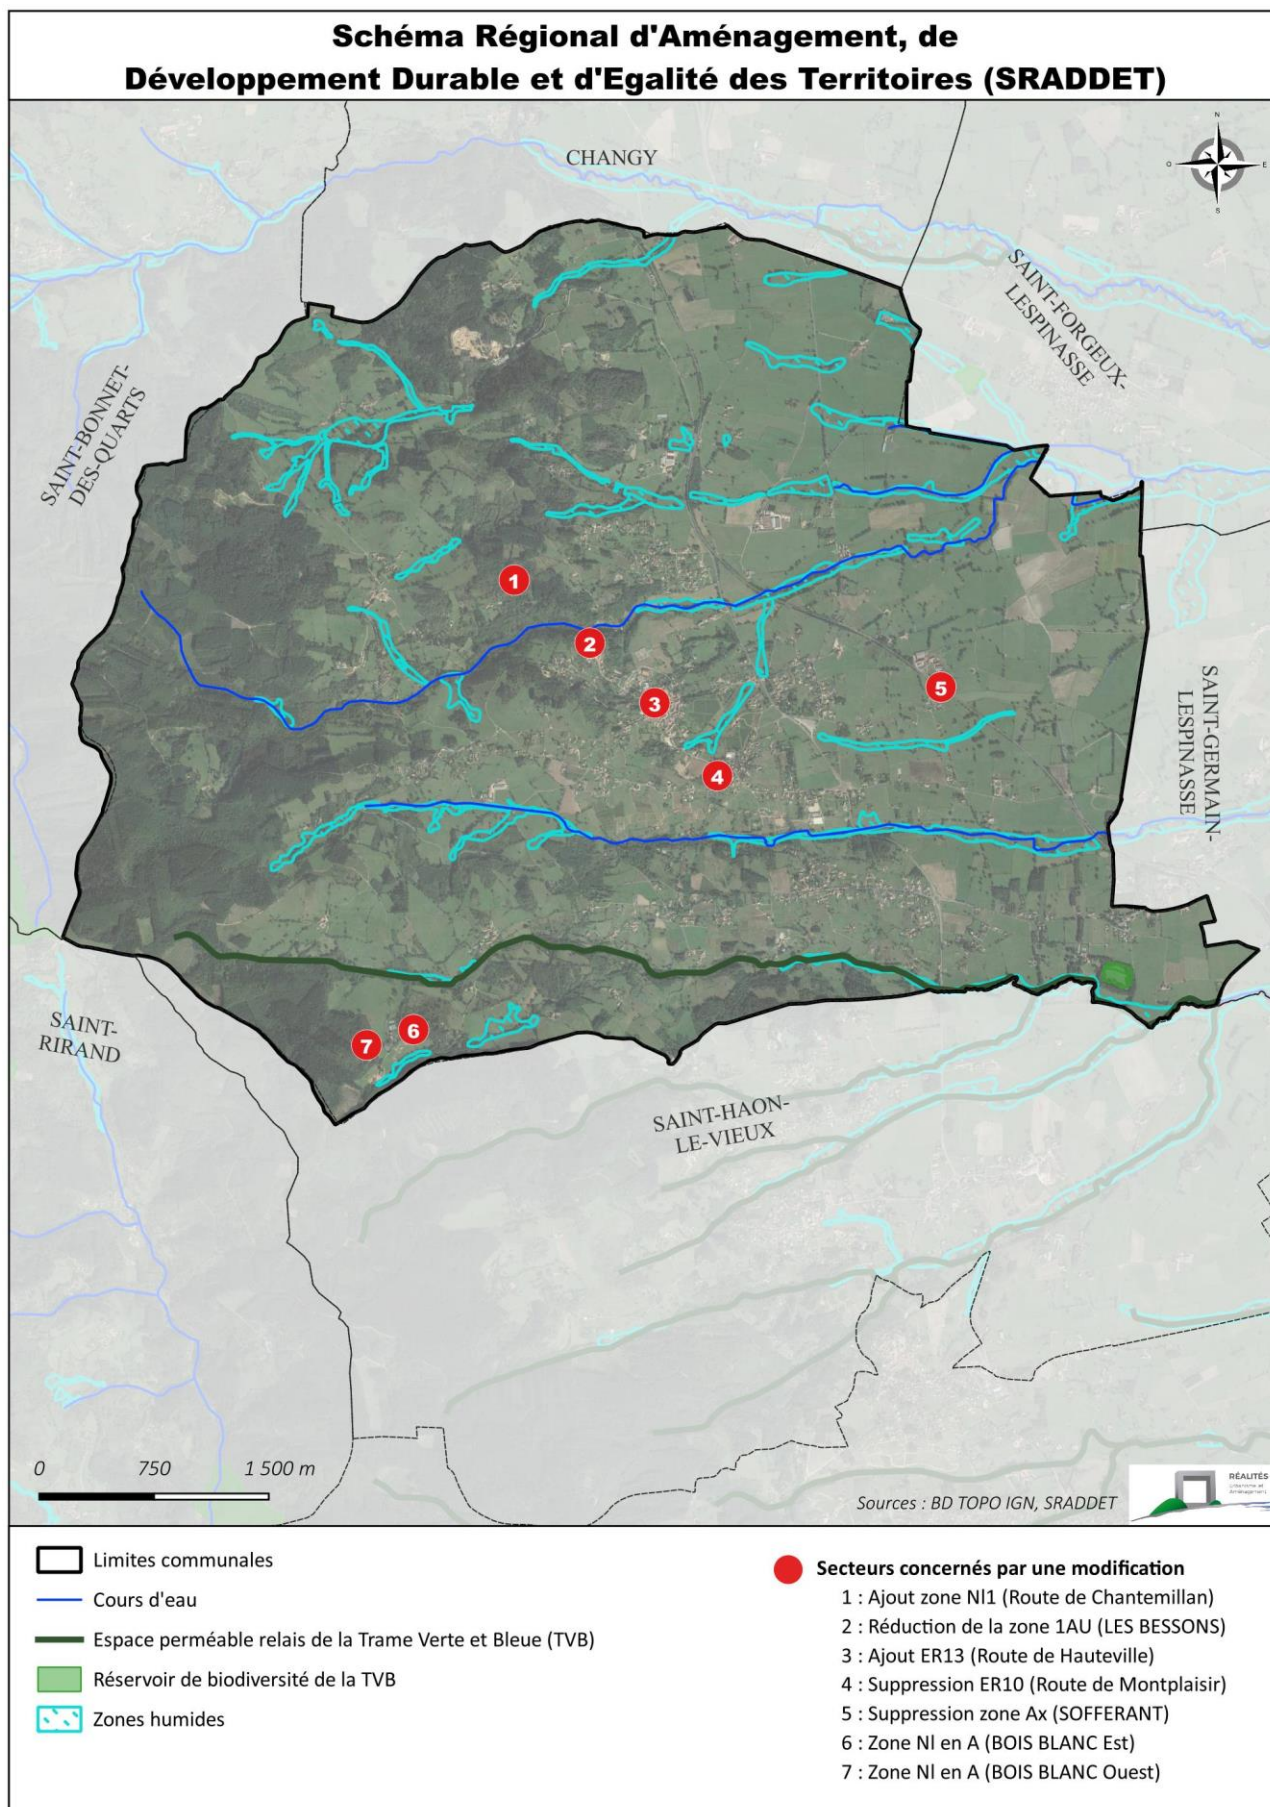 Schéma Régional d'Aménagement, de
Développement Durable et d'Egalité des Territoires (SRADDET)
N
O
E
S
CHANGY
SAINT-FORGEUX-
LESPINASSE
SAINT-BONNET-
DES-QUARTS
1
2
3
4
5
SAINT-GERMAIN-
LESPINASSE
SAINT-
RIRAND
6
7
SAINT-HAON-
LE-VIEUX
0 750 1 500 m
Sources : BD TOPO IGN, SRADDET
RÉALITÉS
Urbanisme et
Aménagement
Limites communales
Cours d'eau
Espace perméable relais de la Trame Verte et Bleue (TVB)
Réservoir de biodiversité de la TVB
Zones humides
Secteurs concernés par une modification
1 : Ajout zone Nl1 (Route de Chantemillan)
2 : Réduction de la zone 1AU (LES BESSONS)
3 : Ajout ER13 (Route de Hauteville)
4 : Suppression ER10 (Route de Montplaisir)
5 : Suppression zone Ax (SOFFERANT)
6 : Zone Nl en A (BOIS BLANC Est)
7 : Zone Nl en A (BOIS BLANC Ouest)